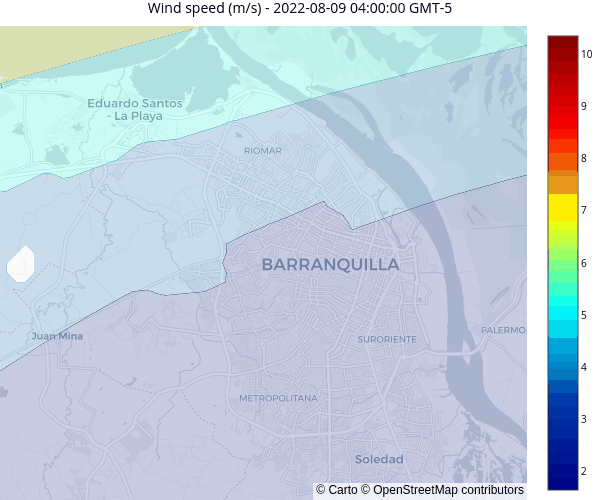 Wind speed (m/s) - 2022-08-09 04:00:00 GMT-5
Eduardo Santos
- La Playa
RIOMAR
BARRANQUILLA
Juan Mina
SURORIENTE
PALERMO
METROPOLITANA
Soledad
© Carto © OpenStreetMap contributors
10
9
8
7
6
5
4
3
2